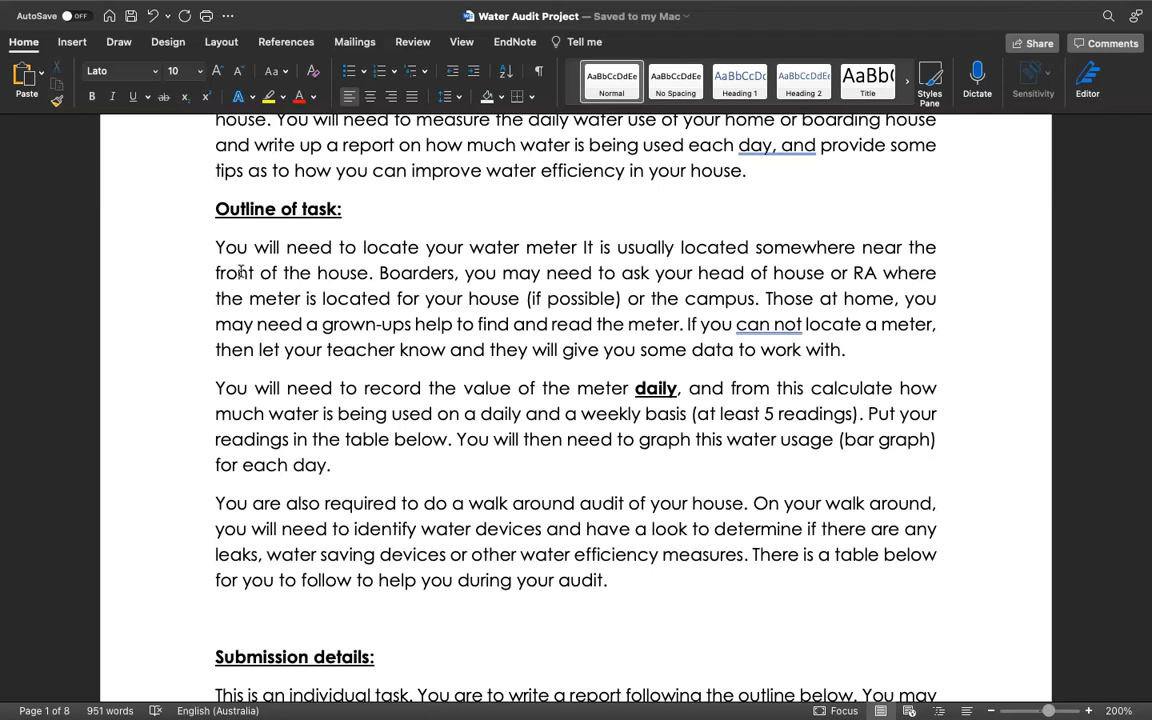 AutoSave OFF Water Audit Project — Saved to my Mac
Home Insert Draw Design Layout References Mailings Review View EndNote Tell me Share Comments
Paste Lato 10 A A Aa A
B I U ab x2 x2 A A
AaBbCcDdEe AaBbCcDdEe AaBbCcDc AaBbCcDdEe AaBb(
Normal No Spacing Heading 1 Heading 2 Title Styles Pane Dictate Sensitivity Editor
house. You will need to measure the daily water use of your home or boarding house
and write up a report on how much water is being used each day, and provide some
tips as to how you can improve water efficiency in your house.
Outline of task:
You will need to locate your water meter It is usually located somewhere near the
front of the house. Boarders, you may need to ask your head of house or RA where
the meter is located for your house (if possible) or the campus. Those at home, you
may need a grown-ups help to find and read the meter. If you can not locate a meter,
then let your teacher know and they will give you some data to work with.
You will need to record the value of the meter daily, and from this calculate how
much water is being used on a daily and a weekly basis (at least 5 readings). Put your
readings in the table below. You will then need to graph this water usage (bar graph)
for each day.
You are also required to do a walk around audit of your house. On your walk around,
you will need to identify water devices and have a look to determine if there are any
leaks, water saving devices or other water efficiency measures. There is a table below
for you to follow to help you during your audit.
Submission details:
This is an individual task. You are to write a report following the outline below. You may
Page 1 of 8 951 words English (Australia) Focus 200%